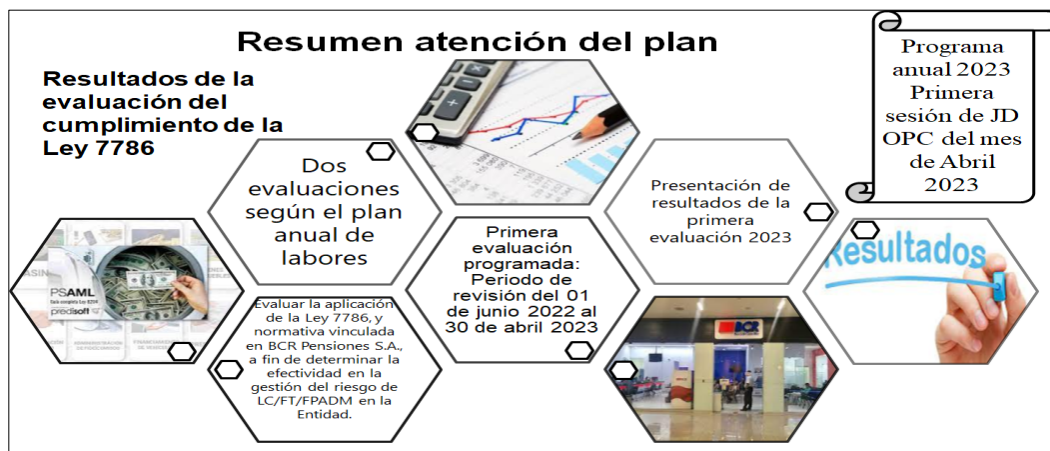 Resumen atención del plan
Resultados de la
evaluación del
cumplimiento de la
Ley 7786
Programa
anual 2023
Primera
sesión de JD
OPC del mes
de Abril
2023
Dos
evaluaciones
según el plan
anual de
labores
Presentación de
resultados de la
primera
evaluación 2023
Primera
evaluación
programada:
Periodo de
revisión del 01
de junio 2022 al
30 de abril 2023
Evaluar la aplicación
de la Ley 7786, y
normativa vinculada
en BCR Pensiones S.A.,
a fin de determinar la
efectividad en la
gestión del riesgo de
LC/FT/FPADM en la
Entidad.
PSAML
predisoft
BCR
Resultados